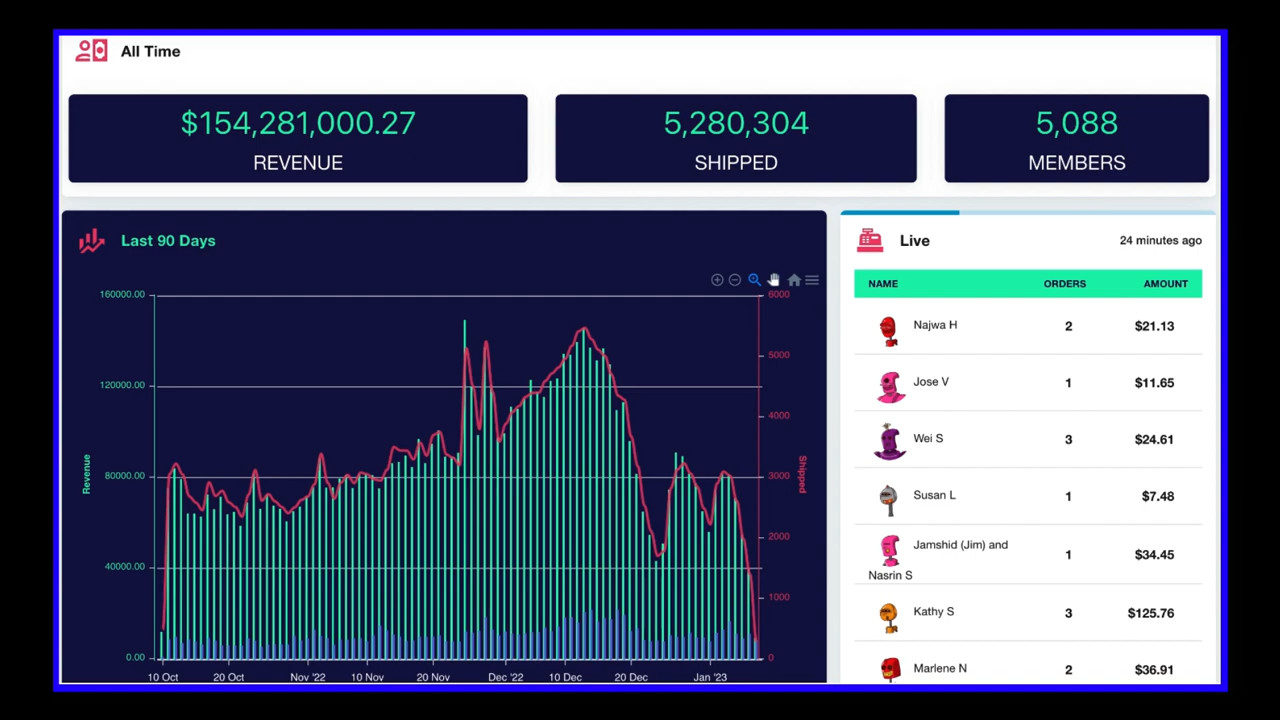 All Time
$154,281,000.27
REVENUE
5,280,304
SHIPPED
5,088
MEMBERS
Last 90 Days
160000.00
120000.00
80000.00
40000.00
0.00
Revenue
6000
5000
4000
3000
2000
1000
0
Shipped
10 Oct 20 Oct Nov '22 10 Nov 20 Nov Dec '22 10 Dec 20 Dec Jan '23
Live 24 minutes ago
NAME ORDERS AMOUNT
Najwa H 2 $21.13
Jose V 1 $11.65
Wei S 3 $24.61
Susan L 1 $7.48
Jamshid (Jim) and
Nasrin S 1 $34.45
Kathy S 3 $125.76
Marlene N 2 $36.91